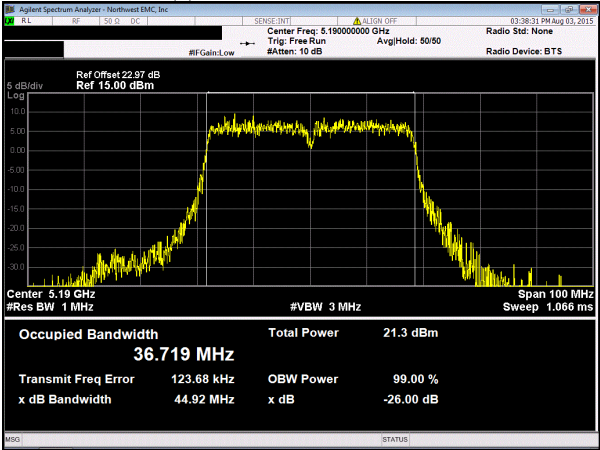 Agilent Spectrum Analyzer - Northwest EMC, Inc
RL RF 50 Ω DC SENSE:INT ALIGN OFF 03:38:31 PM Aug 03, 2015
Center Freq: 5.190000000 GHz Radio Std: None
Trig: Free Run Avg|Hold: 50/50
#IFGain:Low #Atten: 10 dB Radio Device: BTS
Ref Offset 22.97 dB
5 dB/div Ref 15.00 dBm
Log
10.0
5.00
0.00
-5.00
-10.0
-15.0
-20.0
-25.0
-30.0
Center 5.19 GHz Span 100 MHz
#Res BW 1 MHz #VBW 3 MHz Sweep 1.066 ms
Occupied Bandwidth Total Power 21.3 dBm
36.719 MHz
Transmit Freq Error 123.68 kHz OBW Power 99.00 %
x dB Bandwidth 44.92 MHz x dB -26.00 dB
MSG STATUS